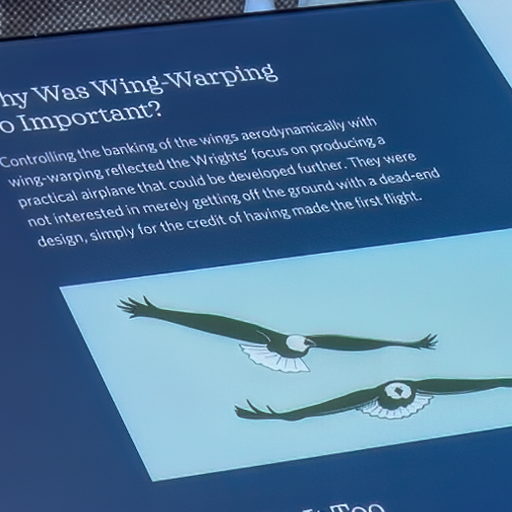 hy Was Wing-Warping
o Important?
Controlling the banking of the wings aerodynamically with
wing-warping reflected the Wrights' focus on producing a
practical airplane that could be developed further. They were
not interested in merely getting off the ground with a dead-end
design, simply for the credit of having made the first flight.
It Too